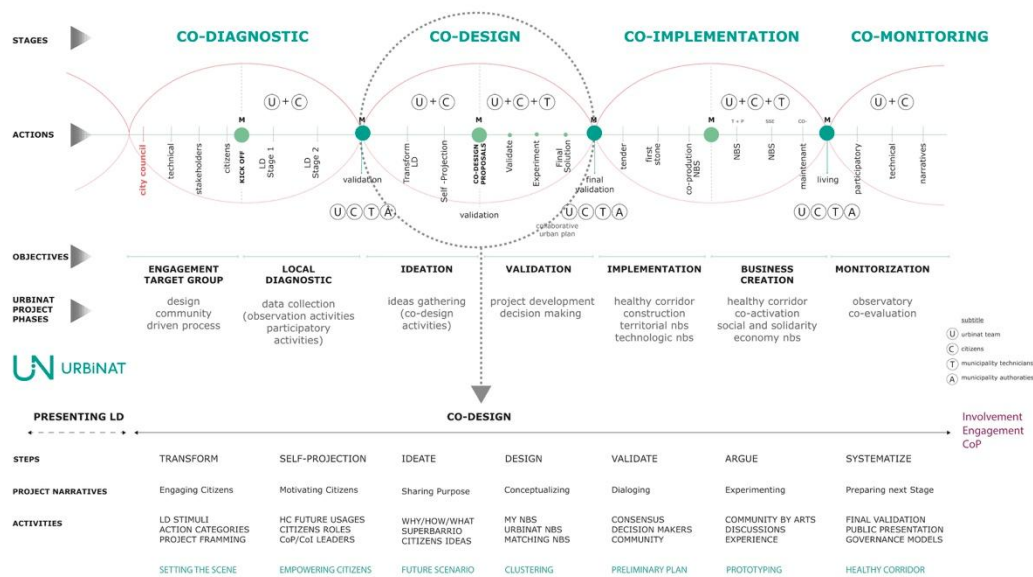 STAGES
CO-DIAGNOSTIC
CO-DESIGN
CO-IMPLEMENTATION
CO-MONITORING
U + C
U + C
U + C + T
U + C + T
U + C
ACTIONS
M
M
M
M
M
M
T + P
SSE
CO-
city council
technical
stakeholders
citizens
KICK OFF
LD
Stage 1
LD
Stage 2
validation
Transform
LD
Self -Projection
CO-DESIGN
PROPOSALS
Validate
Experiment
Final
Solution
final
validation
tender
first
stone
co-prodution
NBS
NBS
NBS
maintenant
living
participatory
technical
narratives
U C T A
validation
U C T A
collaborative
urban plan
U C T A
OBJECTIVES
ENGAGEMENT
TARGET GROUP
LOCAL
DIAGNOSTIC
IDEATION
VALIDATION
IMPLEMENTATION
BUSINESS
CREATION
MONITORIZATION
URBINAT
PROJECT
PHASES
design
community
driven process
data collection
(observation activities
participatory
activities)
ideas gathering
(co-design
activities)
project development
decision making
healthy corridor
construction
territorial nbs
technologic nbs
healthy corridor
co-activation
social and solidarity
economy nbs
observatory
co-evaluation
subtitle
U urbinat team
C citizens
T municipality technicians
A municipality authoraties
UN URBiNAT
PRESENTING LD
CO-DESIGN
Involvement
Engagement
CoP
STEPS
TRANSFORM
SELF-PROJECTION
IDEATE
DESIGN
VALIDATE
ARGUE
SYSTEMATIZE
PROJECT NARRATIVES
Engaging Citizens
Motivating Citizens
Sharing Purpose
Conceptualizing
Dialoging
Experimenting
Preparing next Stage
ACTIVITIES
LD STIMULI
ACTION CATEGORIES
PROJECT FRAMMING
HC FUTURE USAGES
CITIZENS ROLES
CoP/CoI LEADERS
WHY/HOW/WHAT
SUPERBARRIO
CITIZENS IDEAS
MY NBS
URBINAT NBS
MATCHING NBS
CONSENSUS
DECISION MAKERS
COMMUNITY
COMMUNITY BY ARTS
DISCUSSIONS
EXPERIENCE
FINAL VALIDATION
PUBLIC PRESENTATION
GOVERNANCE MODELS
SETTING THE SCENE
EMPOWERING CITIZENS
FUTURE SCENARIO
CLUSTERING
PRELIMINARY PLAN
PROTOTYPING
HEALTHY CORRIDOR